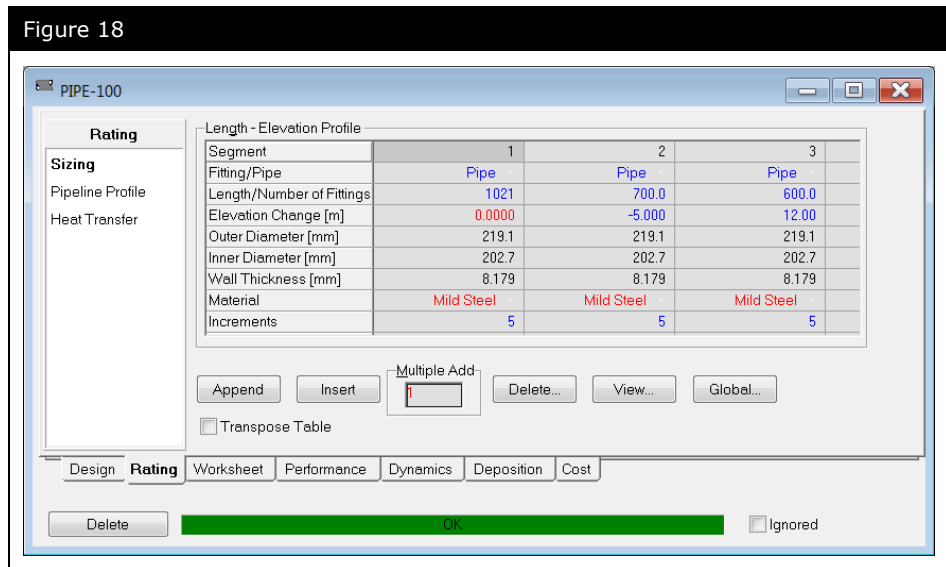 Figure 18
PIPE-100
Rating
Sizing
Pipeline Profile
Heat Transfer
Length - Elevation Profile
Segment 1 2 3
Fitting/Pipe Pipe Pipe Pipe
Length/Number of Fittings 1021 700.0 600.0
Elevation Change [m] 0.0000 -5.000 12.00
Outer Diameter [mm] 219.1 219.1 219.1
Inner Diameter [mm] 202.7 202.7 202.7
Wall Thickness [mm] 8.179 8.179 8.179
Material Mild Steel Mild Steel Mild Steel
Increments 5 5 5
Append Insert Multiple Add 1 Delete... View... Global...
Transpose Table
Design Rating Worksheet Performance Dynamics Deposition Cost
Delete OK Ignored